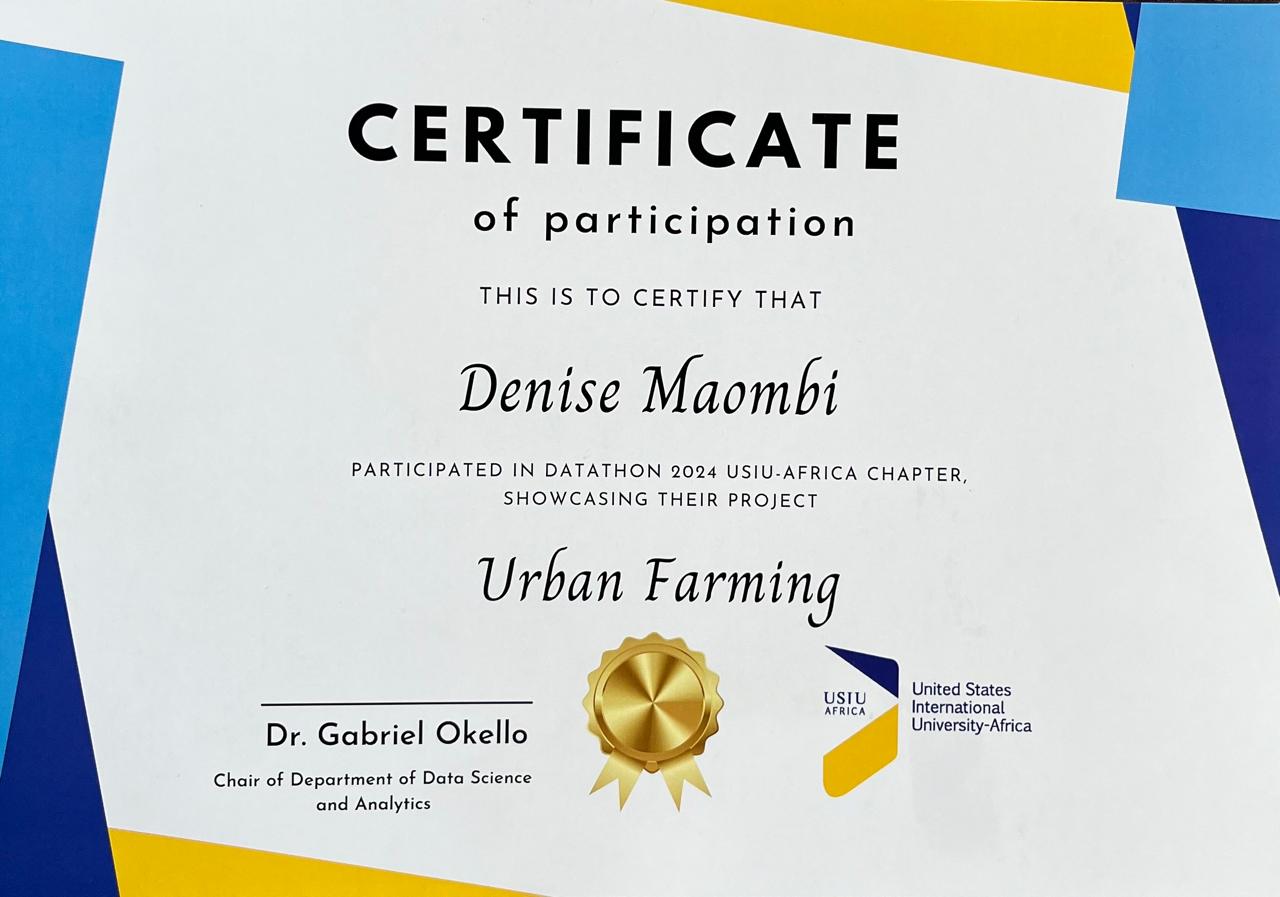 CERTIFICATE
of participation
THIS IS TO CERTIFY THAT
Denise Maombi
PARTICIPATED IN DATATHON 2024 USIU-AFRICA CHAPTER,
SHOWCASING THEIR PROJECT
Urban Farming
Dr. Gabriel Okello
Chair of Department of Data Science
and Analytics
USIU
AFRICA
United States
International
University-Africa